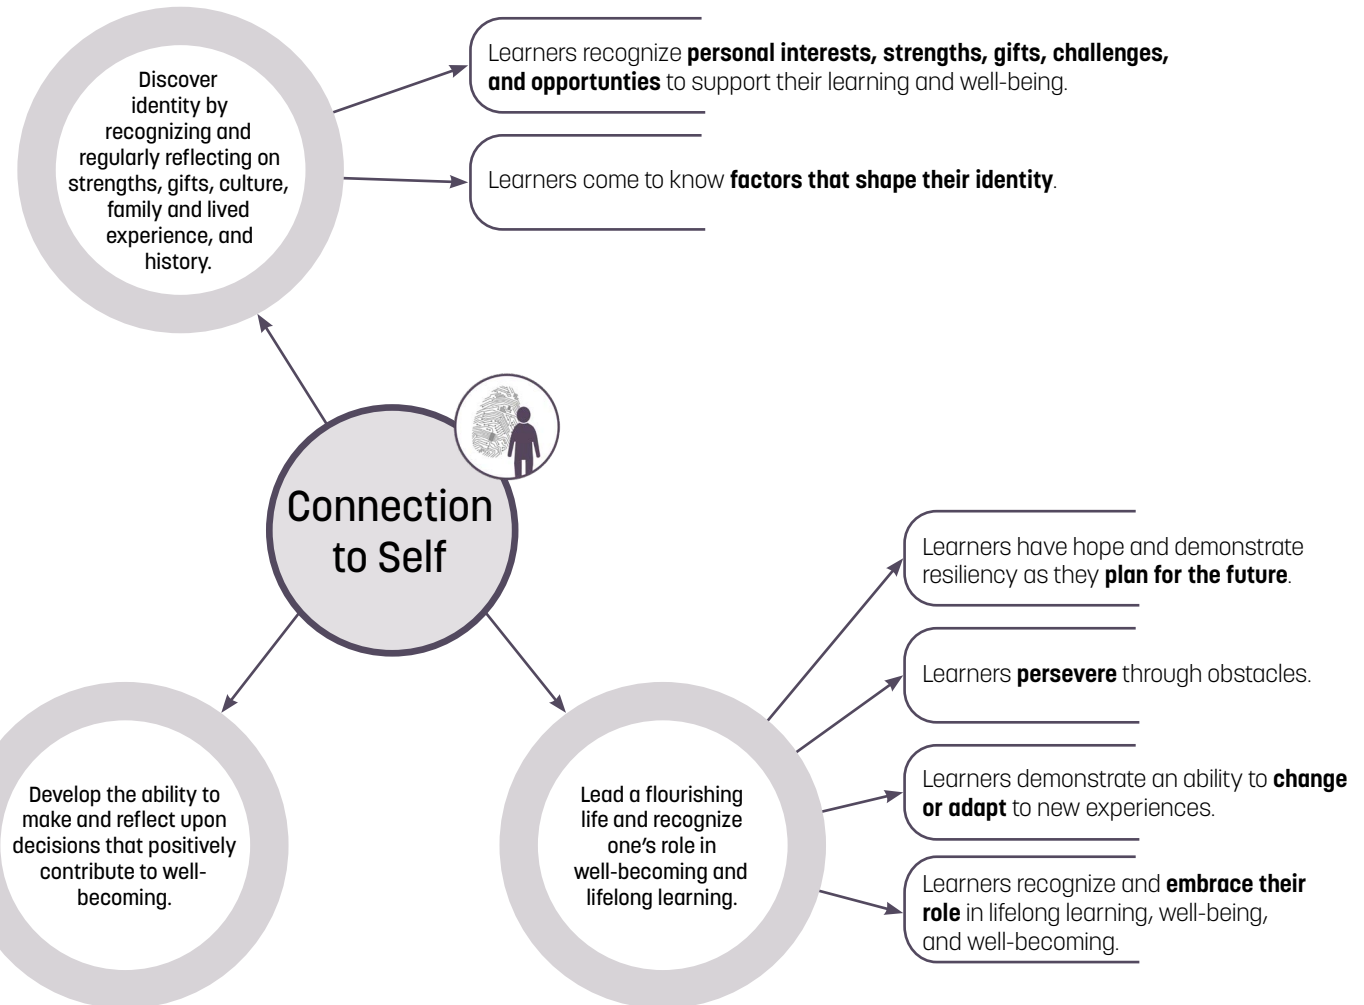 Discover
identity by
recognizing and
regularly reflecting on
strengths, gifts, culture,
family and lived
experience, and
history.
Learners recognize personal interests, strengths, gifts, challenges,
and opportunties to support their learning and well-being.
Learners come to know factors that shape their identity.
Connection
to Self
Develop the ability to
make and reflect upon
decisions that positively
contribute to well-
becoming.
Lead a flourishing
life and recognize
one’s role in
well-becoming and
lifelong learning.
Learners have hope and demonstrate
resiliency as they plan for the future.
Learners persevere through obstacles.
Learners demonstrate an ability to change
or adapt to new experiences.
Learners recognize and embrace their
role in lifelong learning, well-being,
and well-becoming.